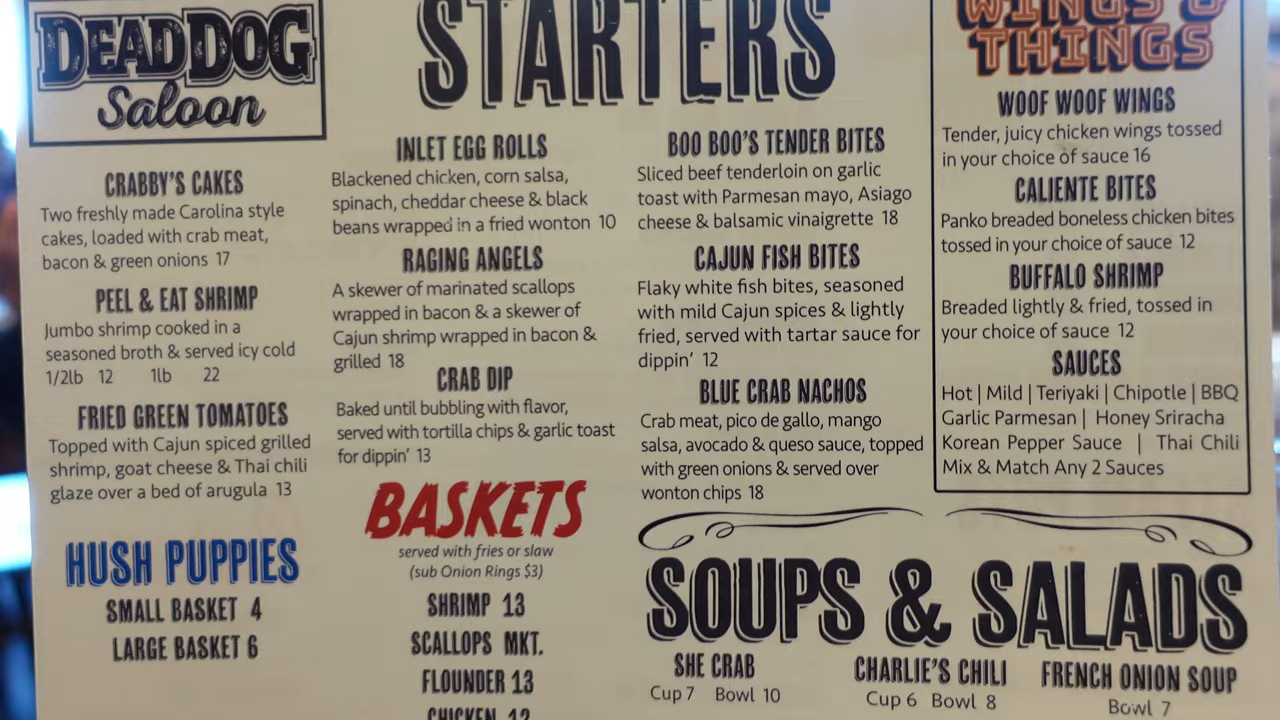 DEAD DOG
Saloon
STARTERS
CRABBY'S CAKES
Two freshly made Carolina style
cakes, loaded with crab meat,
bacon & green onions 17
PEEL & EAT SHRIMP
Jumbo shrimp cooked in a
seasoned broth & served icy cold
1/2lb 12 1lb 22
FRIED GREEN TOMATOES
Topped with Cajun spiced grilled
shrimp, goat cheese & Thai chili
glaze over a bed of arugula 13
HUSH PUPPIES
SMALL BASKET 4
LARGE BASKET 6
INLET EGG ROLLS
Blackened chicken, corn salsa,
spinach, cheddar cheese & black
beans wrapped in a fried wonton 10
RAGING ANGELS
A skewer of marinated scallops
wrapped in bacon & a skewer of
Cajun shrimp wrapped in bacon &
grilled 18
CRAB DIP
Baked until bubbling with flavor,
served with tortilla chips & garlic toast
for dippin' 13
BASKETS
served with fries or slaw
(sub Onion Rings $3)
SHRIMP 13
SCALLOPS MKT.
FLOUNDER 13
CHICKEN 12
BOO BOO'S TENDER BITES
Sliced beef tenderloin on garlic
toast with Parmesan mayo, Asiago
cheese & balsamic vinaigrette 18
CAJUN FISH BITES
Flaky white fish bites, seasoned
with mild Cajun spices & lightly
fried, served with tartar sauce for
dippin' 12
BLUE CRAB NACHOS
Crab meat, pico de gallo, mango
salsa, avocado & queso sauce, topped
with green onions & served over
wonton chips 18
WINGS &
THINGS
WOOF WOOF WINGS
Tender, juicy chicken wings tossed
in your choice of sauce 16
CALIENTE BITES
Panko breaded boneless chicken bites
tossed in your choice of sauce 12
BUFFALO SHRIMP
Breaded lightly & fried, tossed in
your choice of sauce 12
SAUCES
Hot | Mild | Teriyaki | Chipotle | BBQ
Garlic Parmesan | Honey Sriracha
Korean Pepper Sauce | Thai Chili
Mix & Match Any 2 Sauces
SOUPS & SALADS
SHE CRAB
Cup 7 Bowl 10
CHARLIE'S CHILI
Cup 6 Bowl 8
FRENCH ONION SOUP
Bowl 7